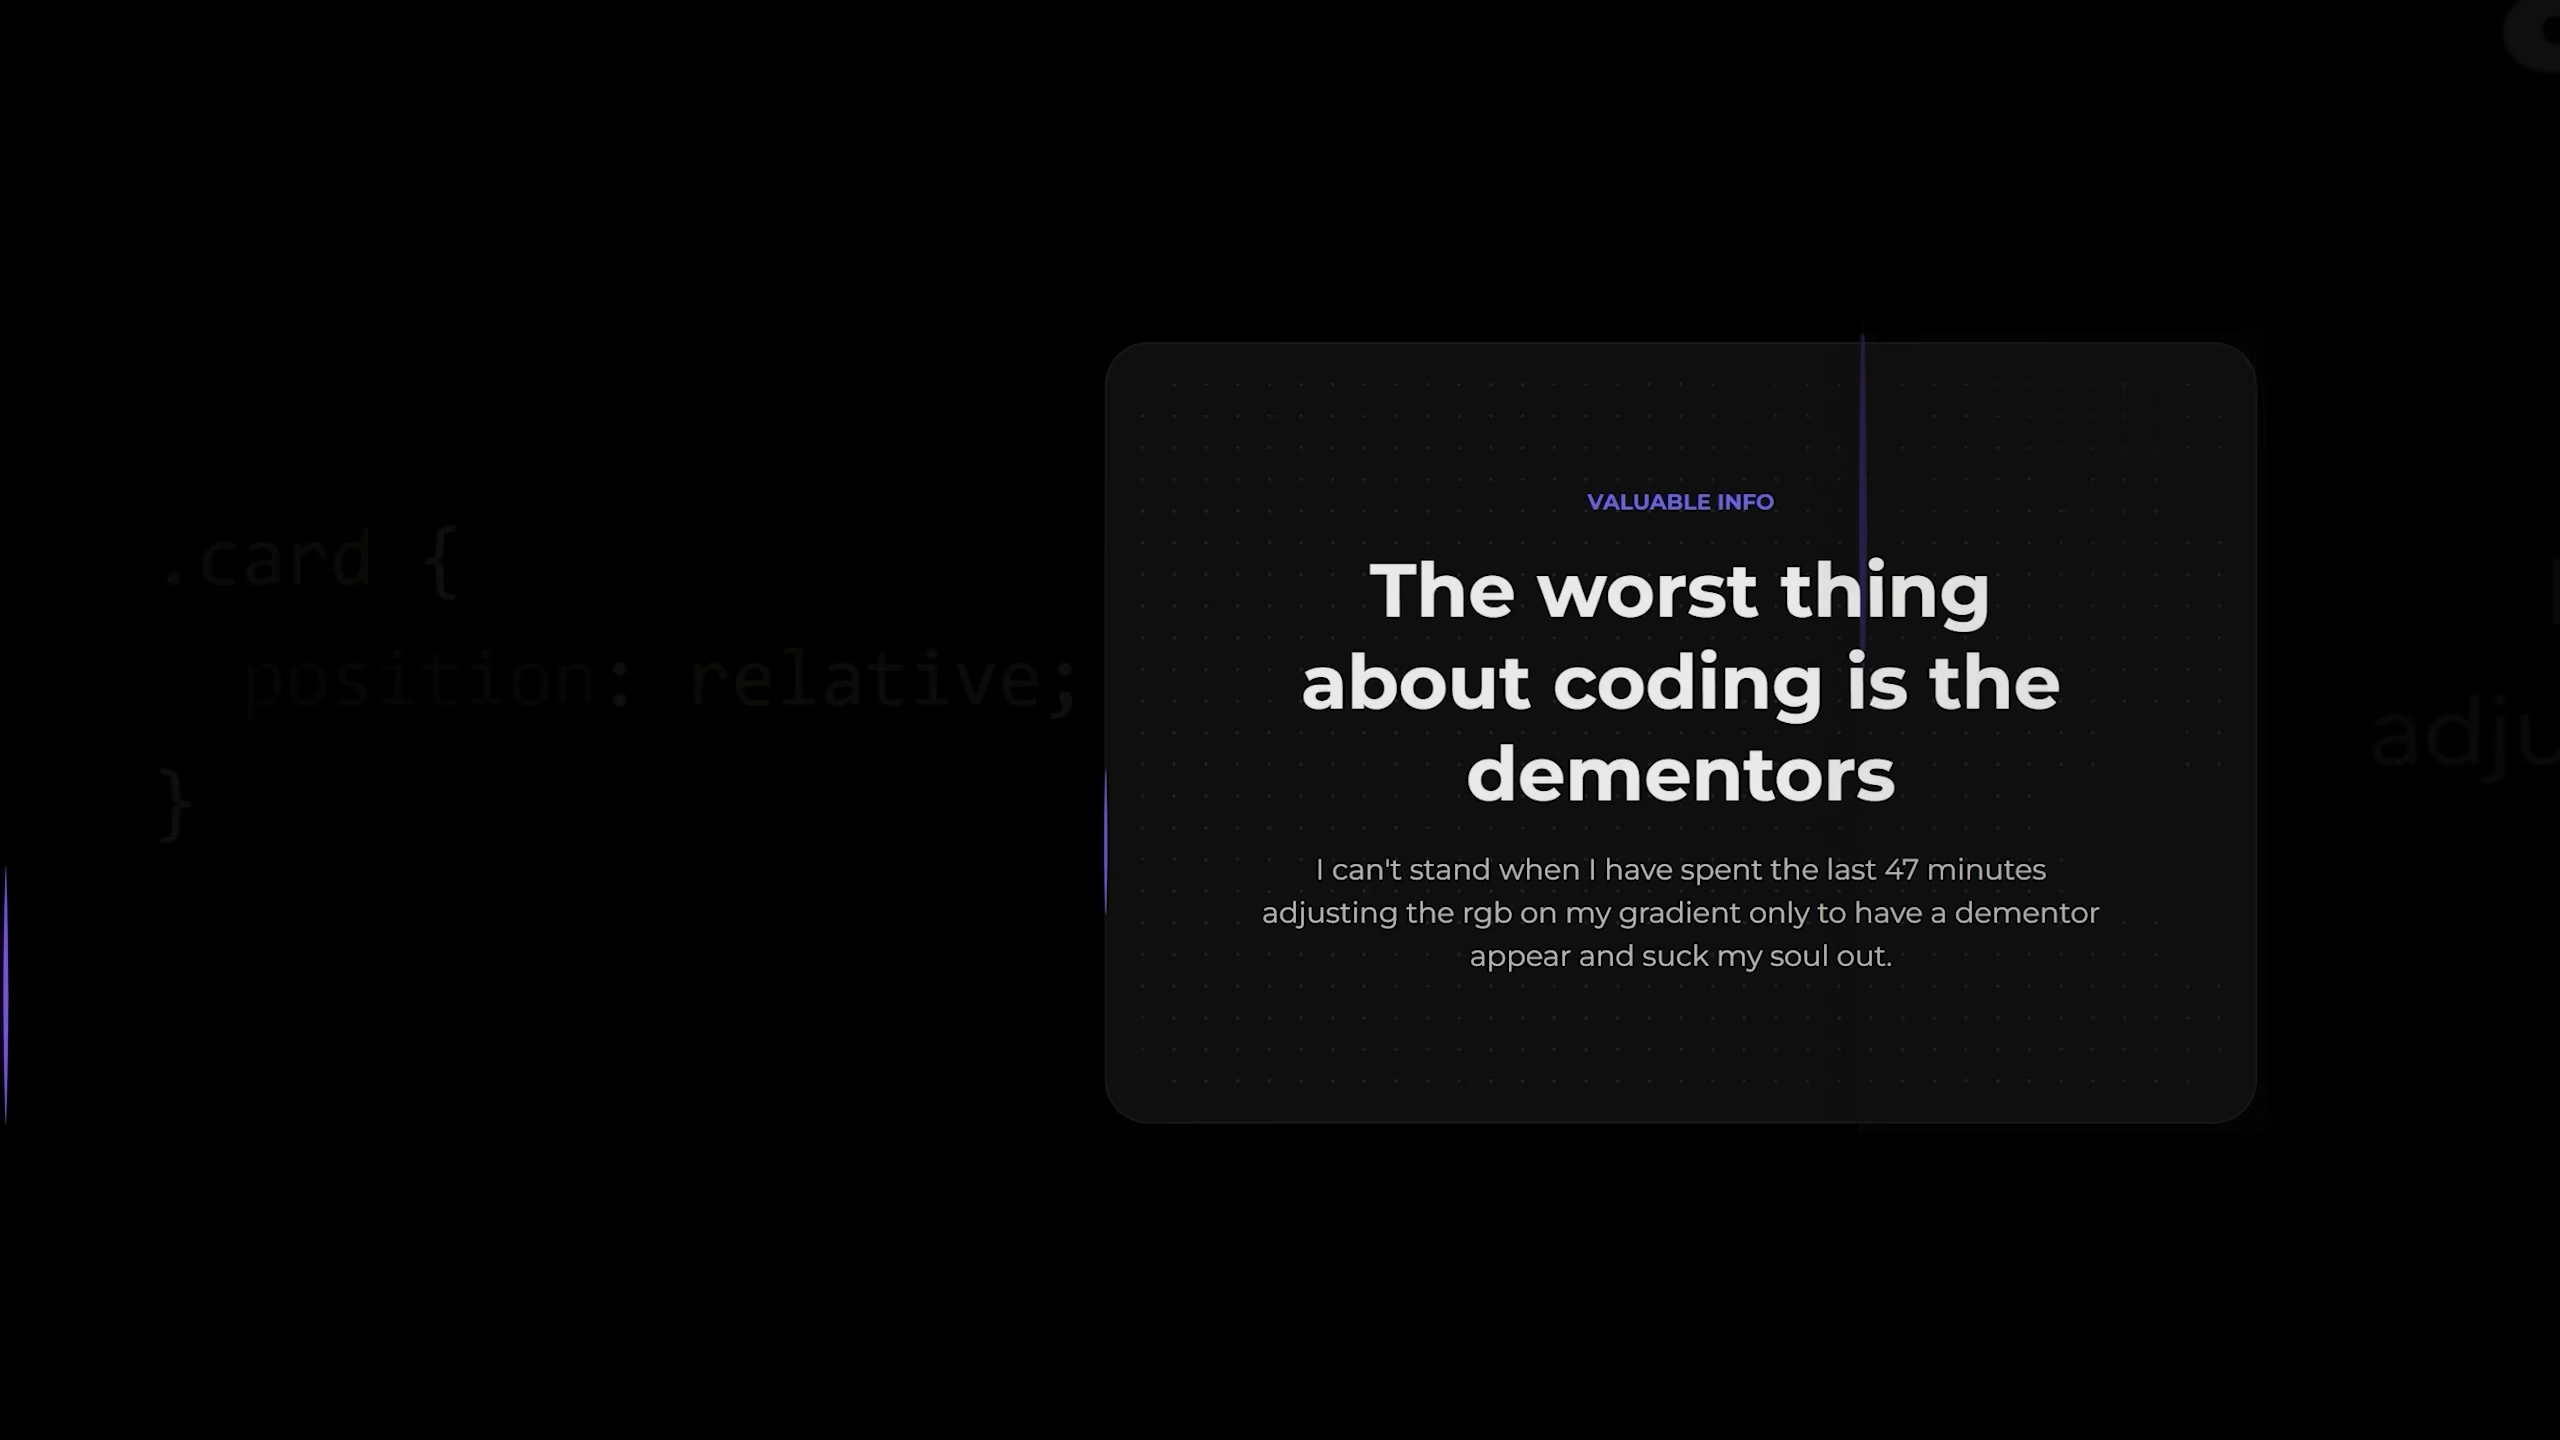 .card {
position: relative;
}
VALUABLE INFO
The worst thing
about coding is the
dementors
I can't stand when I have spent the last 47 minutes
adjusting the rgb on my gradient only to have a dementor
appear and suck my soul out.
adju